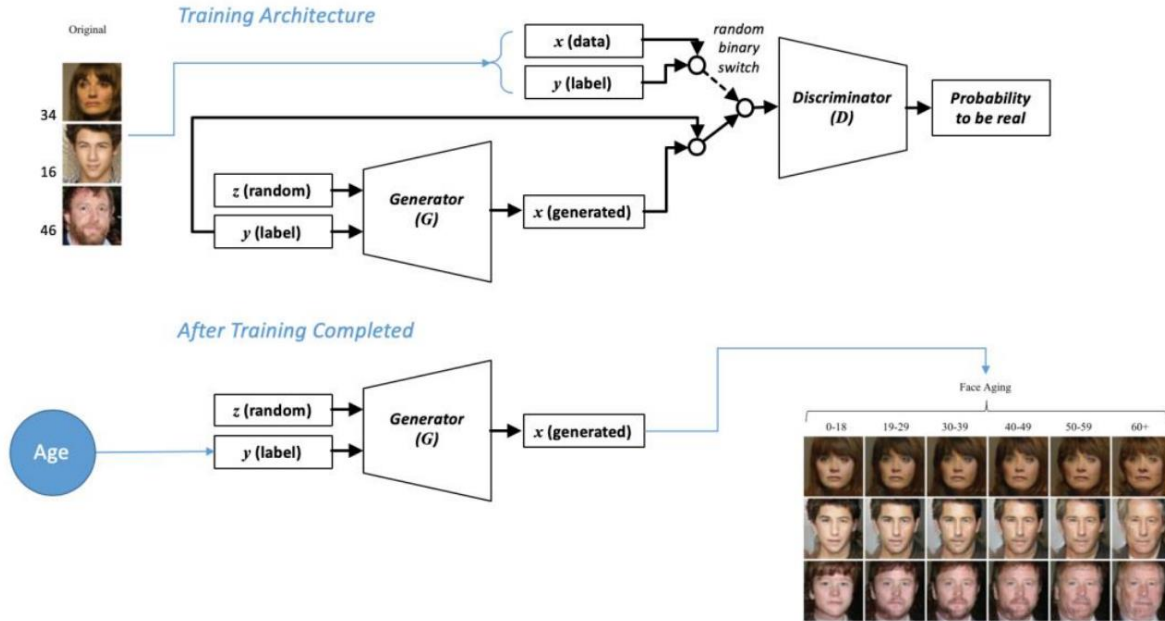 Training Architecture
Original
34
16
46
x (data)
y (label)
random
binary
switch
Discriminator
(D)
Probability
to be real
z (random)
y (label)
Generator
(G)
x (generated)
After Training Completed
Age
z (random)
y (label)
Generator
(G)
x (generated)
Face Aging
0-18 19-29 30-39 40-49 50-59 60+